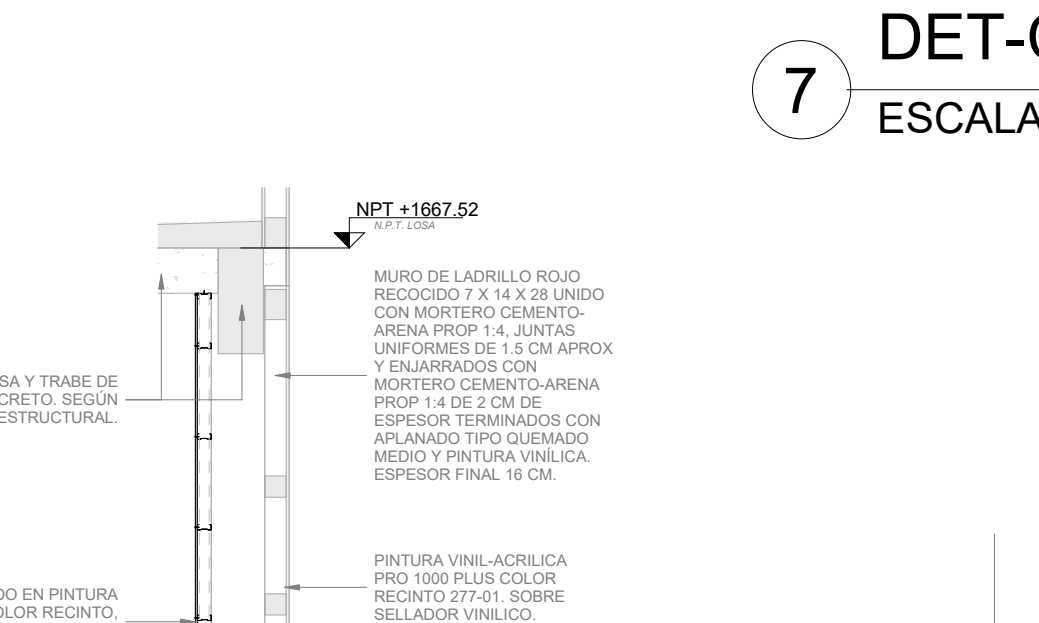 7
DET-
ESCALA
NPT +1667.52
N.P.T. LOSA
MURO DE LADRILLO ROJO
RECOCIDO 7 X 14 X 28 UNIDO
CON MORTERO CEMENTO-
ARENA PROP 1:4, JUNTAS
UNIFORMES DE 1.5 CM APROX
Y ENJARRADOS CON
MORTERO CEMENTO-ARENA
PROP 1:4 DE 2 CM DE
ESPESOR TERMINADOS CON
APLANADO TIPO QUEMADO
MEDIO Y PINTURA VINÍLICA.
ESPESOR FINAL 16 CM.
SA Y TRABE DE
CRETO. SEGÚN
ESTRUCTURAL.
PINTURA VINIL-ACRILICA
PRO 1000 PLUS COLOR
RECINTO 277-01. SOBRE
SELLADOR VINILICO.
DO EN PINTURA
OLOR RECINTO,